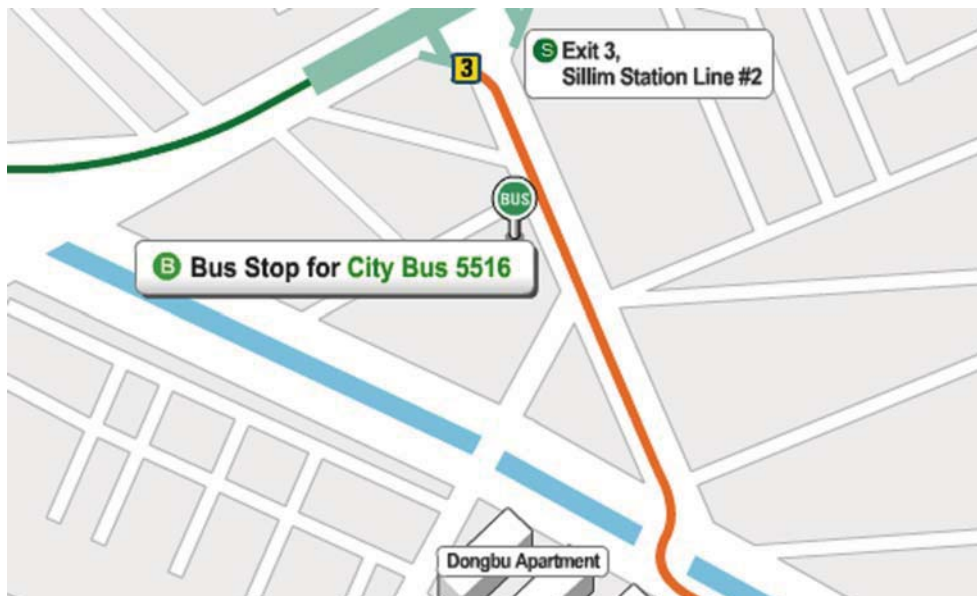 3
S Exit 3,
Sillim Station Line #2
BUS
B Bus Stop for City Bus 5516
Dongbu Apartment